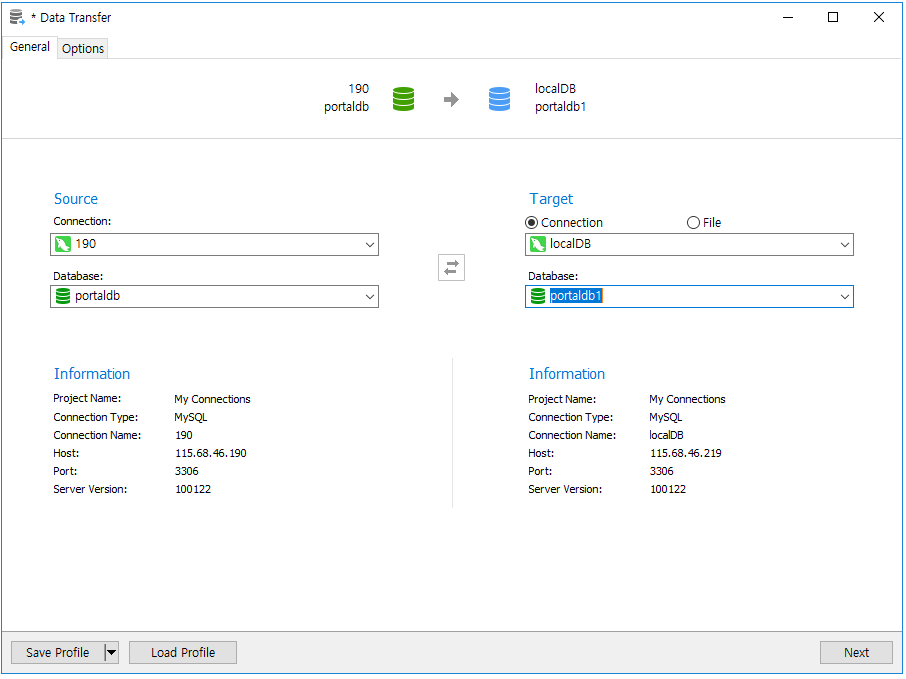 * Data Transfer
General Options
190
portaldb
localDB
portaldb1
Source
Connection:
190
Database:
portaldb
Target
Connection File
localDB
Database:
portaldb1
Information
Project Name: My Connections
Connection Type: MySQL
Connection Name: 190
Host: 115.68.46.190
Port: 3306
Server Version: 100122
Information
Project Name: My Connections
Connection Type: MySQL
Connection Name: localDB
Host: 115.68.46.219
Port: 3306
Server Version: 100122
Save Profile Load Profile Next